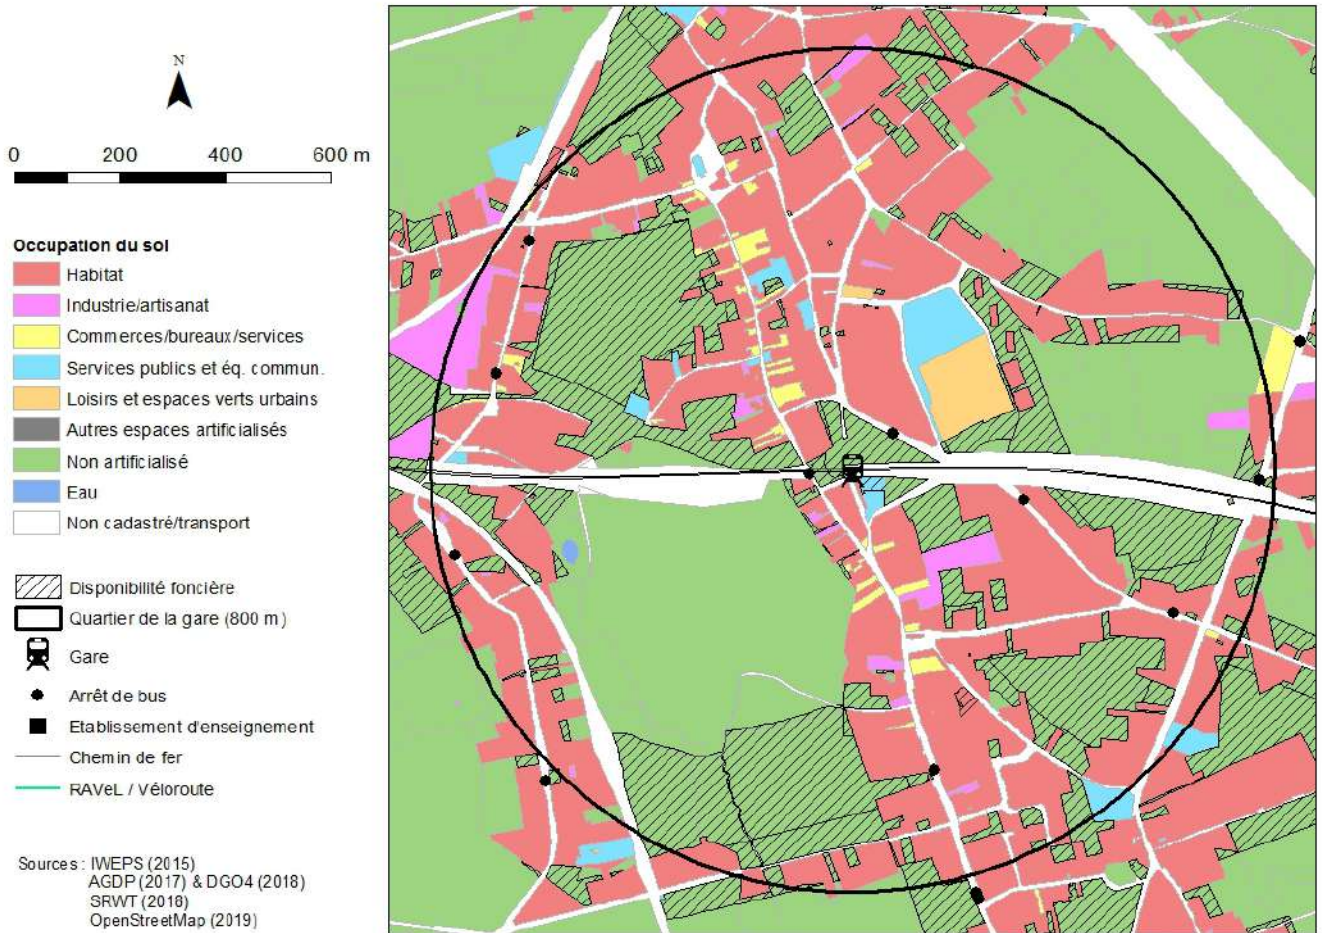 N
0 200 400 600 m
Occupation du sol
Habitat
Industrie/artisanat
Commerces/bureaux/services
Services publics et éq. commun.
Loisirs et espaces verts urbains
Autres espaces artificialisés
Non artificialisé
Eau
Non cadastré/transport
Disponibilité foncière
Quartier de la gare (800 m)
Gare
Arrêt de bus
Etablissement d'enseignement
Chemin de fer
RAVeL / Véloroute
Sources : IWEPS (2015)
AGDP (2017) & DGO4 (2018)
SRWT (2018)
OpenStreetMap (2019)